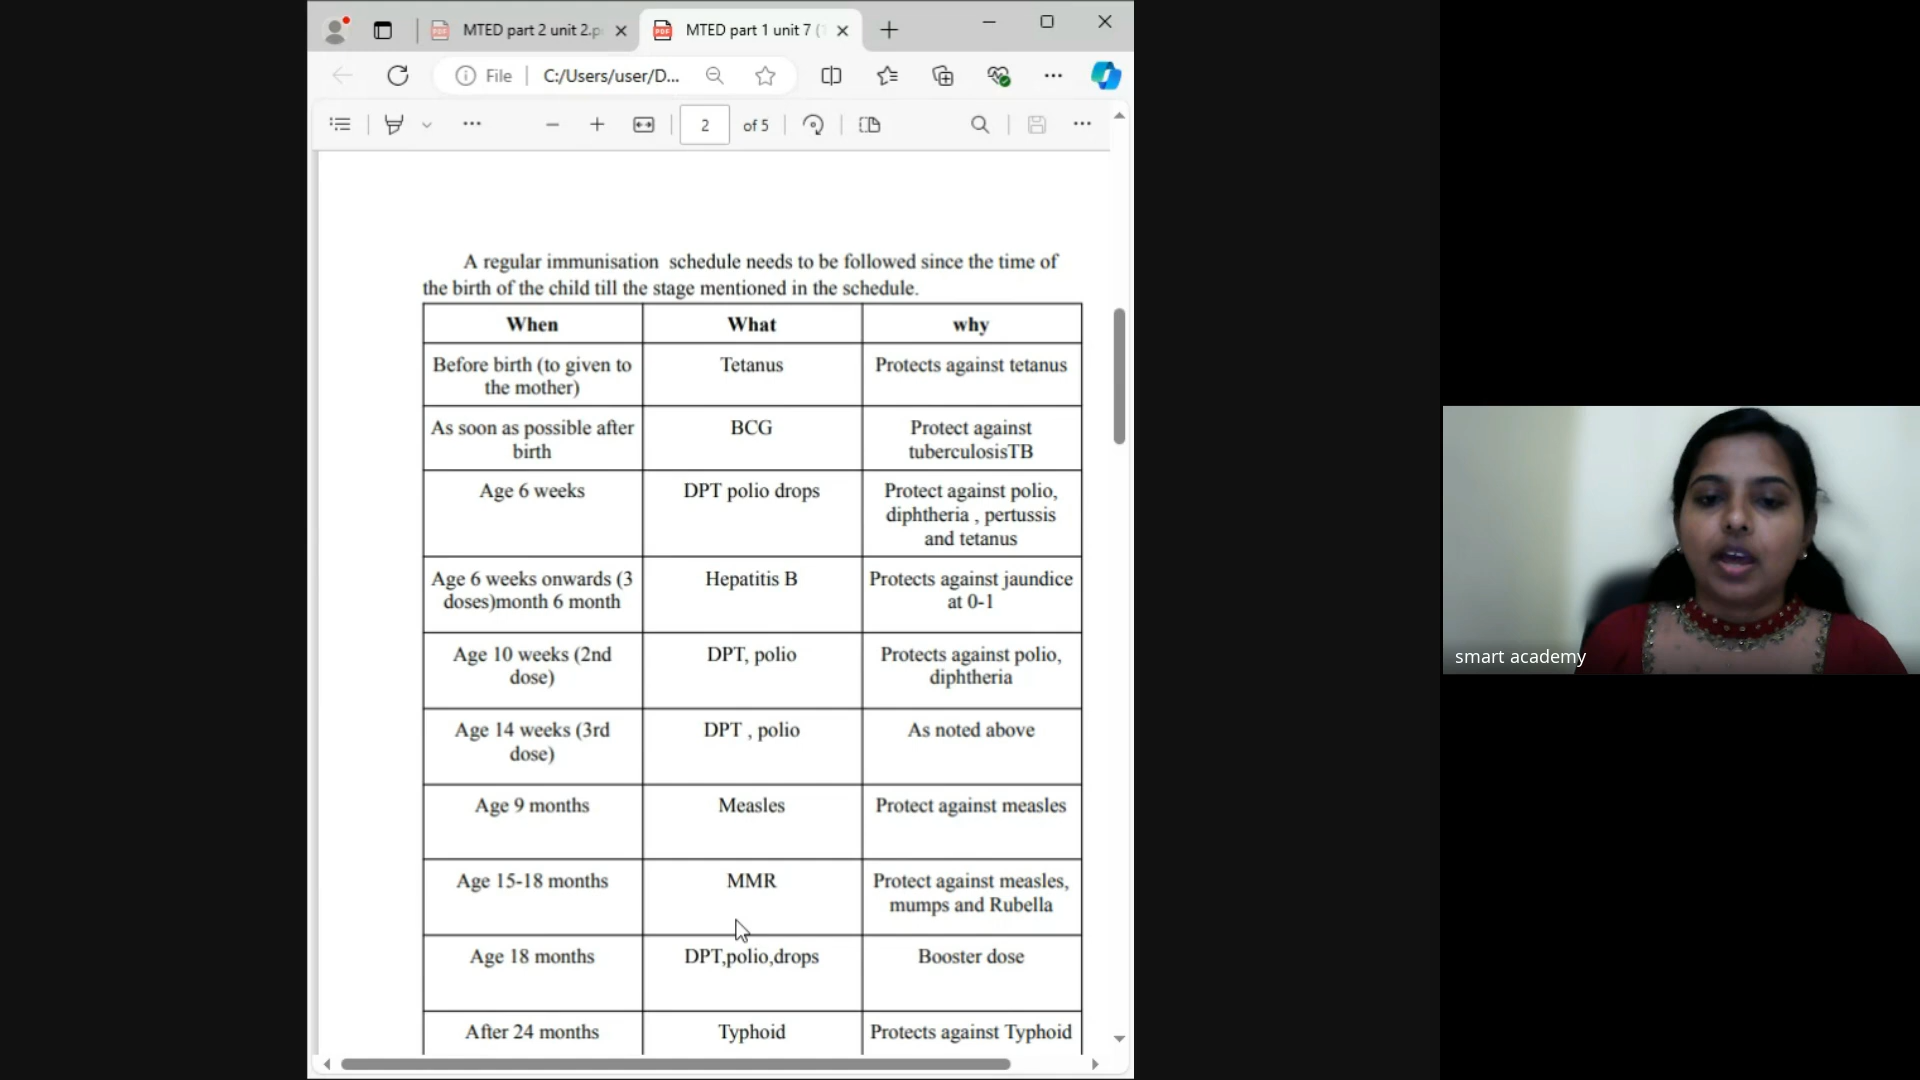 MTED part 2 unit 2.p
MTED part 1 unit 7 (
File
C:/Users/user/D...
2
of 5
A regular immunisation schedule needs to be followed since the time of
the birth of the child till the stage mentioned in the schedule.
When What why
Before birth (to given to
the mother)
Tetanus
Protects against tetanus
As soon as possible after
birth
BCG
Protect against
tuberculosisTB
Age 6 weeks
DPT polio drops
Protect against polio,
diphtheria , pertussis
and tetanus
Age 6 weeks onwards (3
doses)month 6 month
Hepatitis B
Protects against jaundice
at 0-1
Age 10 weeks (2nd
dose)
DPT, polio
Protects against polio,
diphtheria
Age 14 weeks (3rd
dose)
DPT , polio
As noted above
Age 9 months
Measles
Protect against measles
Age 15-18 months
MMR
Protect against measles,
mumps and Rubella
Age 18 months
DPT,polio,drops
Booster dose
After 24 months
Typhoid
Protects against Typhoid
smart academy